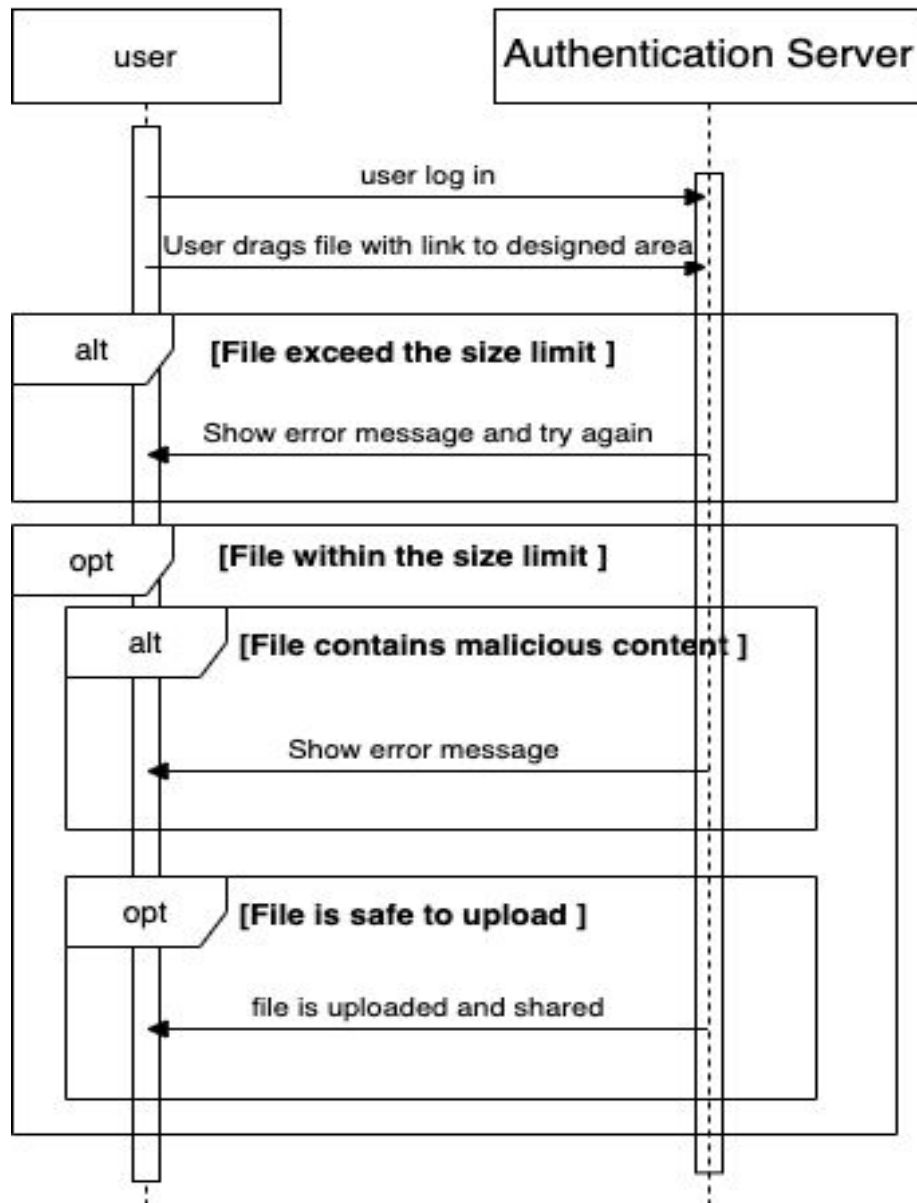 user
Authentication Server
user log in
User drags file with link to designed area
alt
[File exceed the size limit ]
Show error message and try again
opt
[File within the size limit ]
alt
[File contains malicious content ]
Show error message
opt
[File is safe to upload ]
file is uploaded and shared